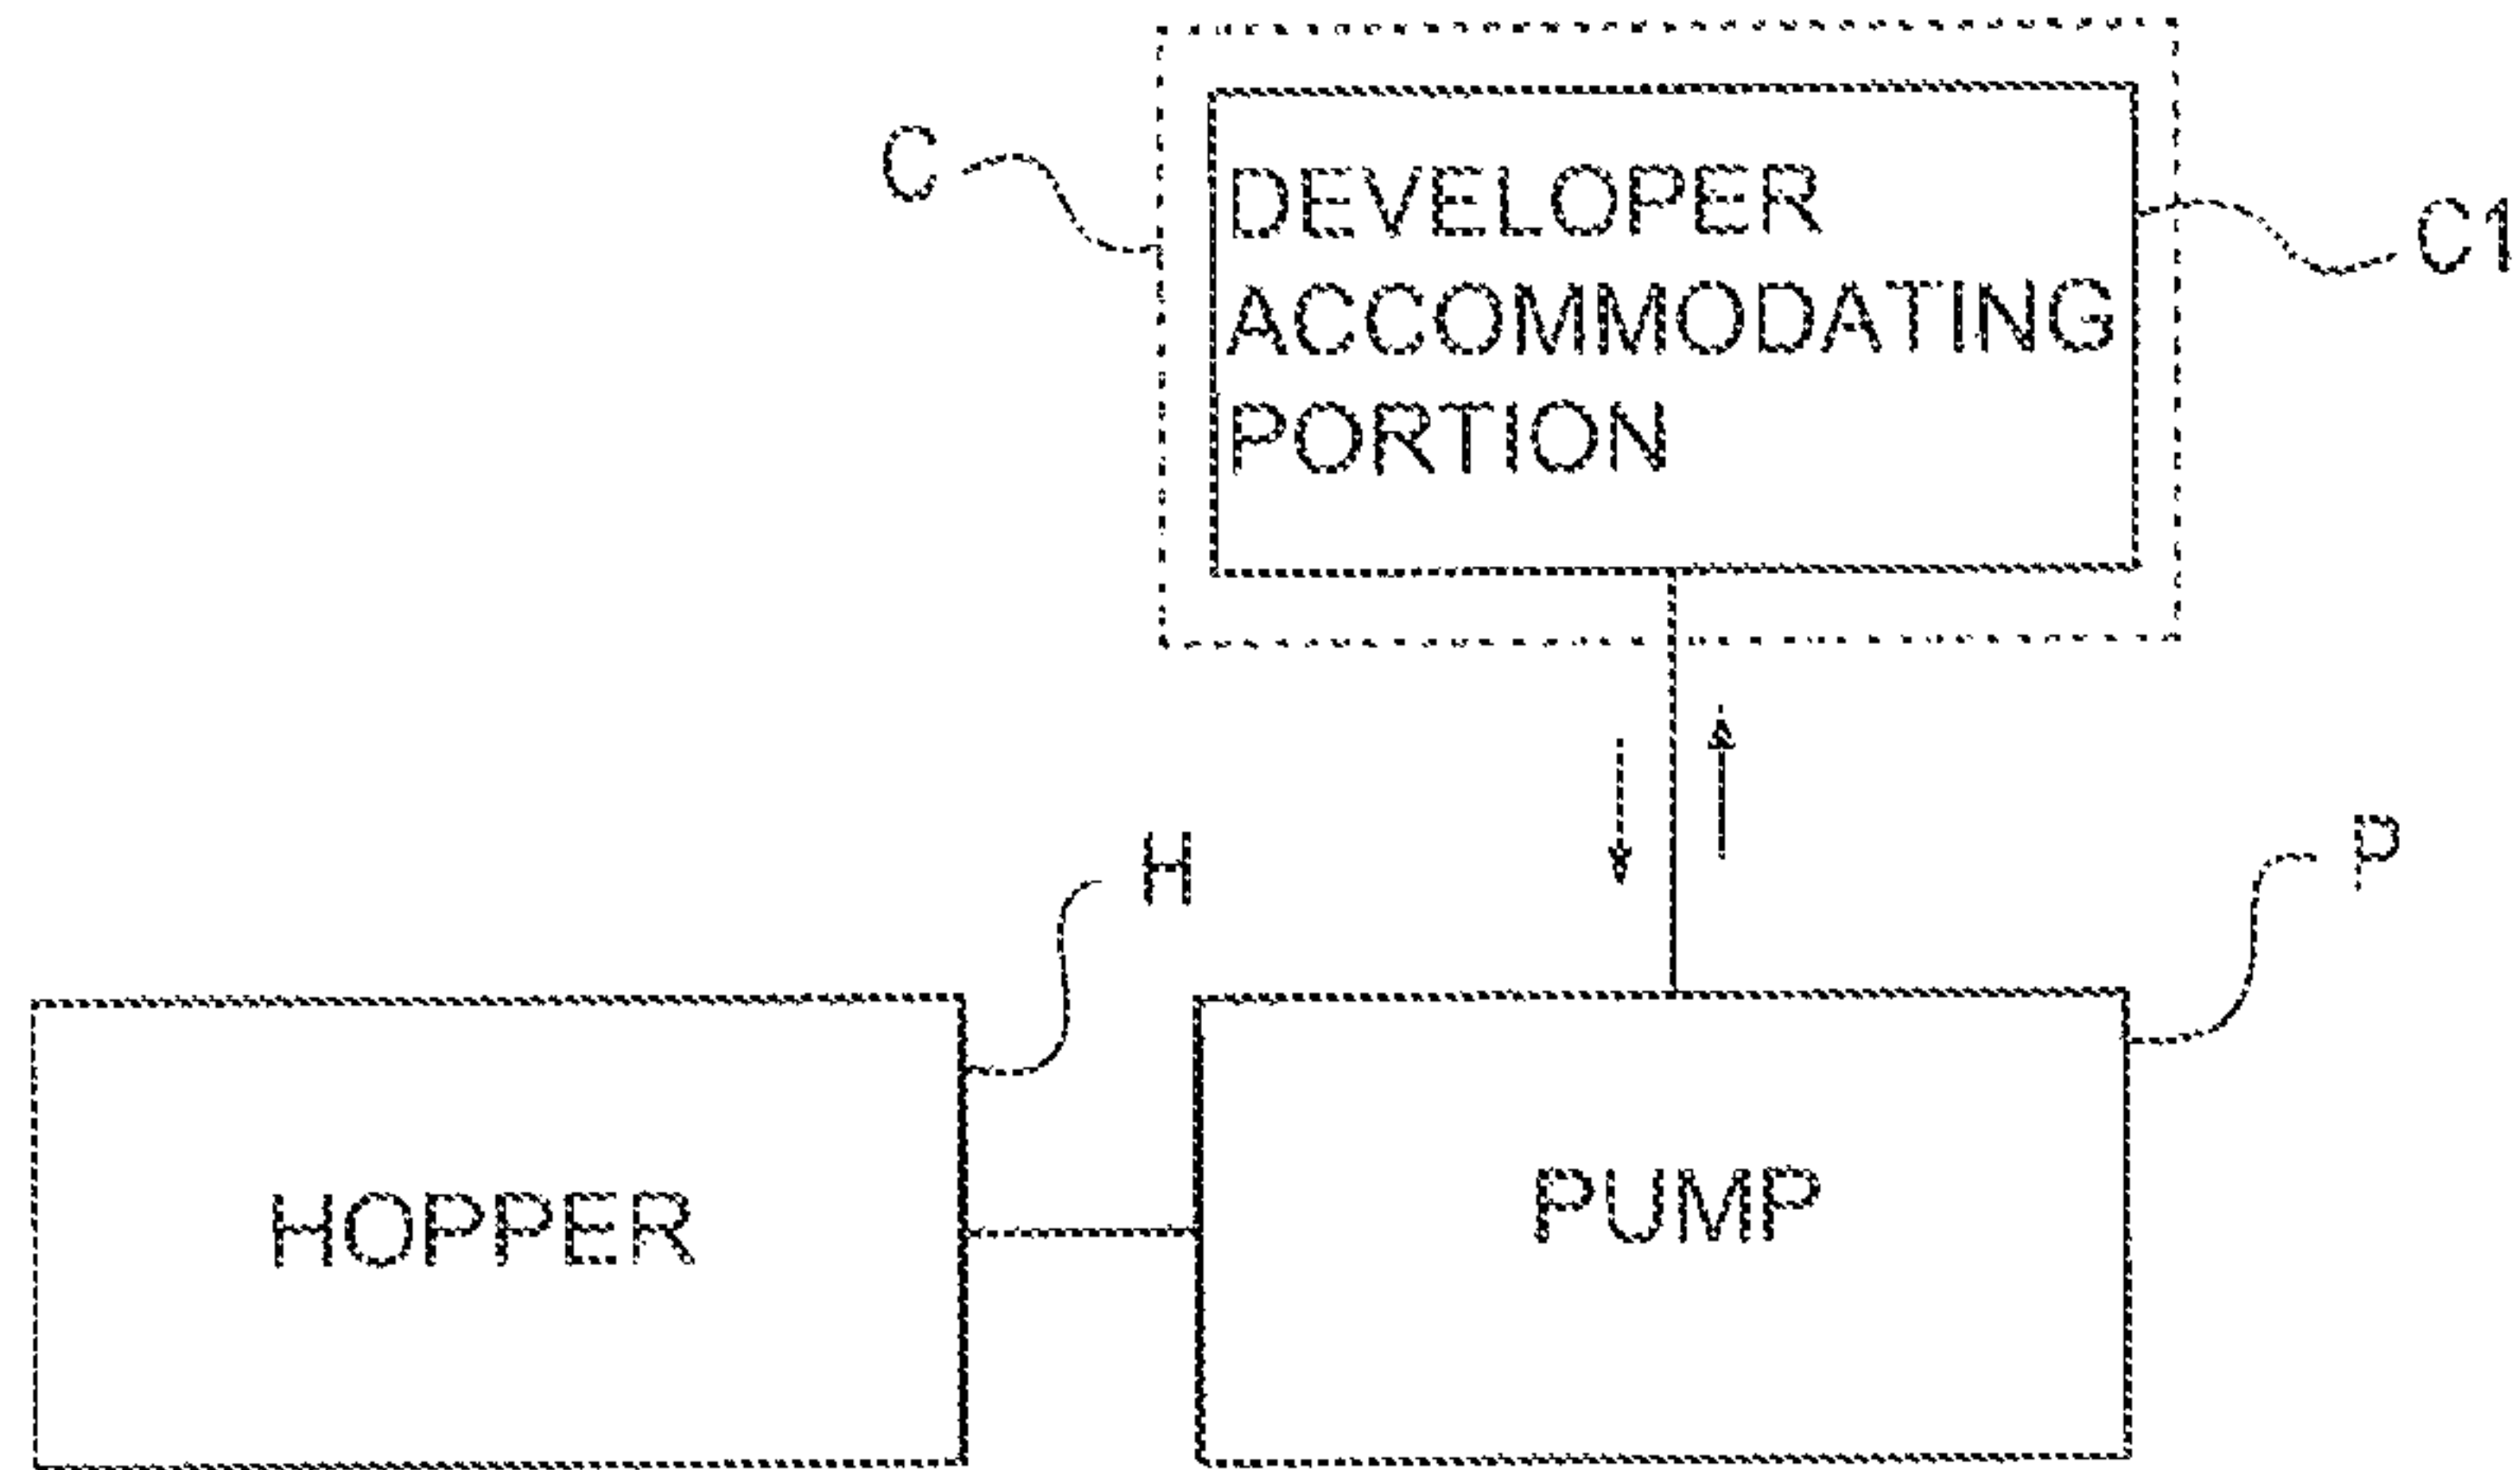 C
DEVELOPER
ACCOMMODATING
PORTION
C1
H
P
HOPPER
PUMP